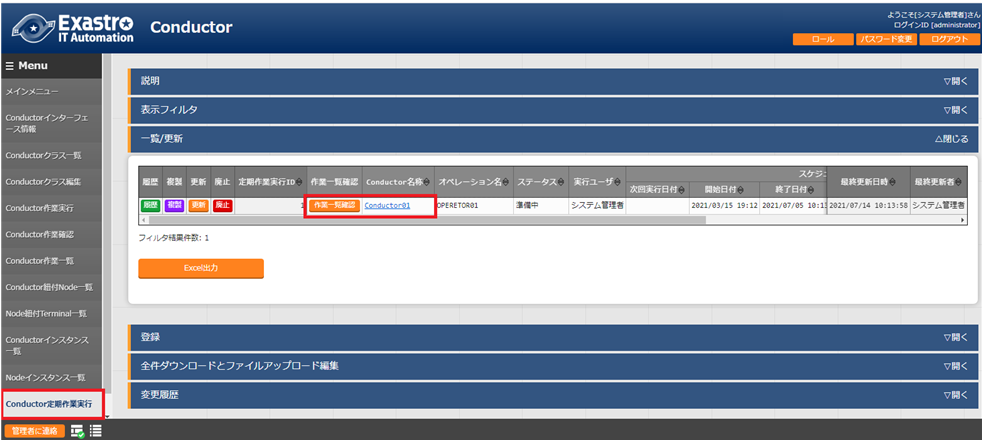 Exastro
IT Automation
Conductor
ようこそ[システム管理者]さん
ログインID [administrator]
ロール
パスワード変更
ログアウト
Menu
メインメニュー
Conductorインターフェ
ース情報
Conductorクラス一覧
Conductorクラス編集
Conductor作業実行
Conductor作業確認
Conductor作業一覧
Conductor紐付Node一覧
Node紐付Terminal一覧
Conductorインスタンス
一覧
Nodeインスタンス一覧
Conductor定期作業実行
管理者に連絡
説明
▽開く
表示フィルタ
▽開く
一覧/更新
△閉じる
スケジ
履歴 複製 更新 廃止 定期作業実行ID 作業一覧確認 Conductor名称 オペレーション名 ステータス 実行ユーザ 次回実行日付 開始日付 終了日付 最終更新日時 最終更新者
履歴 複製 更新 廃止 1 作業一覧確認 Conductor01 OPERETOR01 準備中 システム管理者 2021/03/15 19:12 2021/07/05 10:13 2021/07/14 10:13:58 システム管理者
フィルタ結果件数: 1
Excel出力
登録
▽開く
全件ダウンロードとファイルアップロード編集
▽開く
変更履歴
▽開く